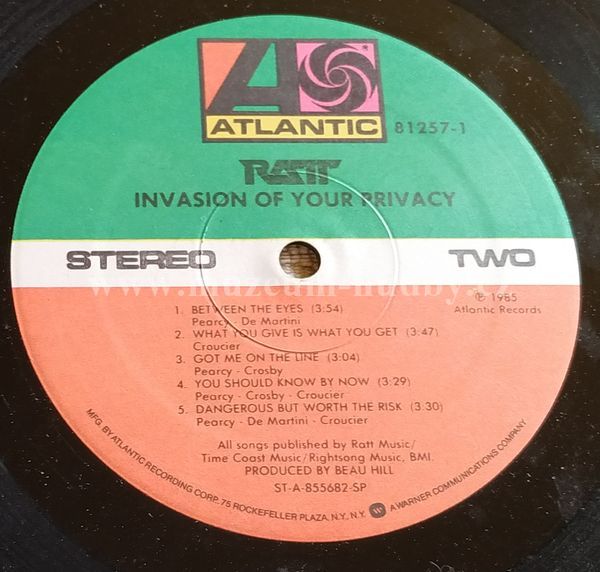 ATLANTIC
81257-1
RATT
INVASION OF YOUR PRIVACY
STEREO
TWO
℗ 1985
Atlantic Records
1. BETWEEN THE EYES (3:54)
Pearcy - De Martini
2. WHAT YOU GIVE IS WHAT YOU GET (3:47)
Croucier
3. GOT ME ON THE LINE (3:04)
Pearcy - Crosby
4. YOU SHOULD KNOW BY NOW (3:29)
Pearcy - Crosby - Croucier
5. DANGEROUS BUT WORTH THE RISK (3:30)
Pearcy - De Martini - Croucier
All songs published by Ratt Music/
Time Coast Music/Rightsong Music, BMI.
PRODUCED BY BEAU HILL
ST-A-855682-SP
MFG. BY ATLANTIC RECORDING CORP. 75 ROCKEFELLER PLAZA, N.Y., N.Y. A WARNER COMMUNICATIONS COMPANY